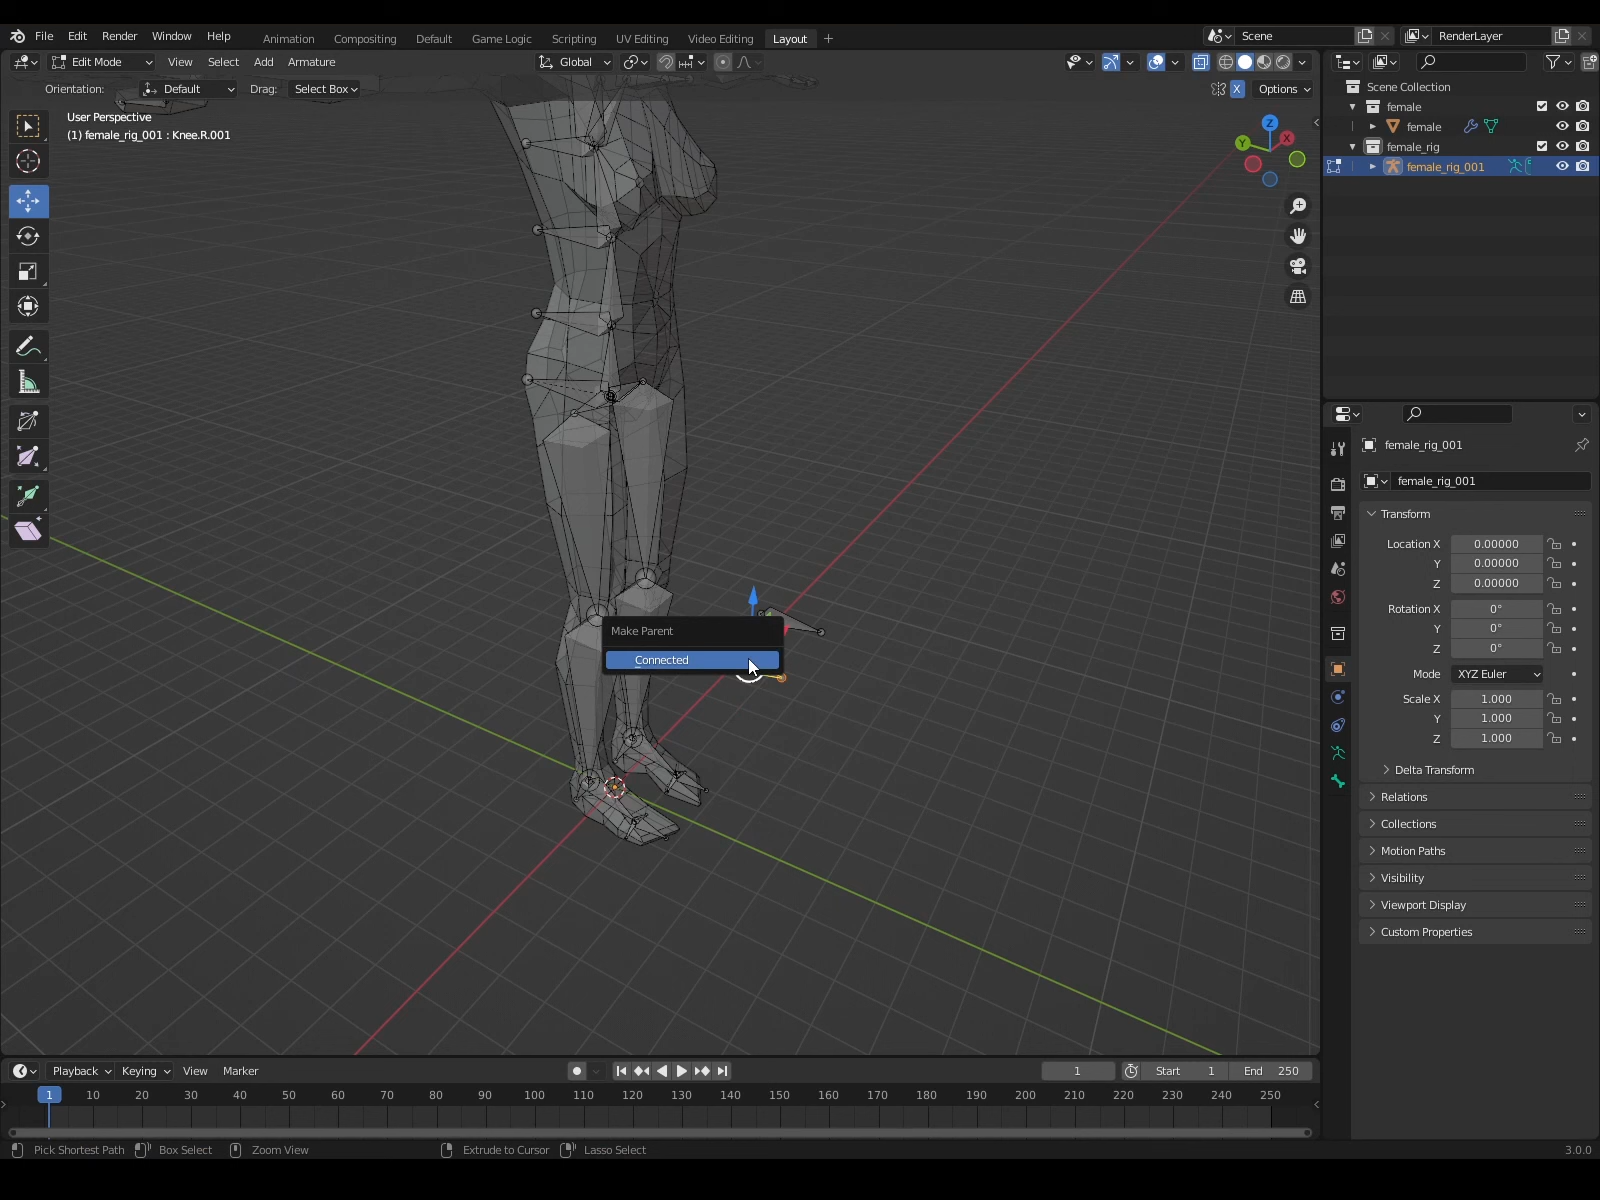 File Edit Render Window Help
Animation Compositing Default Game Logic Scripting UV Editing Video Editing Layout +
Scene
RenderLayer
Edit Mode View Select Add Armature
Global
Orientation: Default Drag: Select Box
X Options
User Perspective
(1) female_rig_001 : Knee.R.001
Z
X
Y
Make Parent
Connected
Scene Collection
female
female
female_rig
female_rig_001
female_rig_001
female_rig_001
Transform
Location X 0.00000
Y 0.00000
Z 0.00000
Rotation X 0°
Y 0°
Z 0°
Mode XYZ Euler
Scale X 1.000
Y 1.000
Z 1.000
Delta Transform
Relations
Collections
Motion Paths
Visibility
Viewport Display
Custom Properties
Playback Keying View Marker
1 Start 1 End 250
1 10 20 30 40 50 60 70 80 90 100 110 120 130 140 150 160 170 180 190 200 210 220 230 240 250
Pick Shortest Path Box Select Zoom View Extrude to Cursor Lasso Select 3.0.0